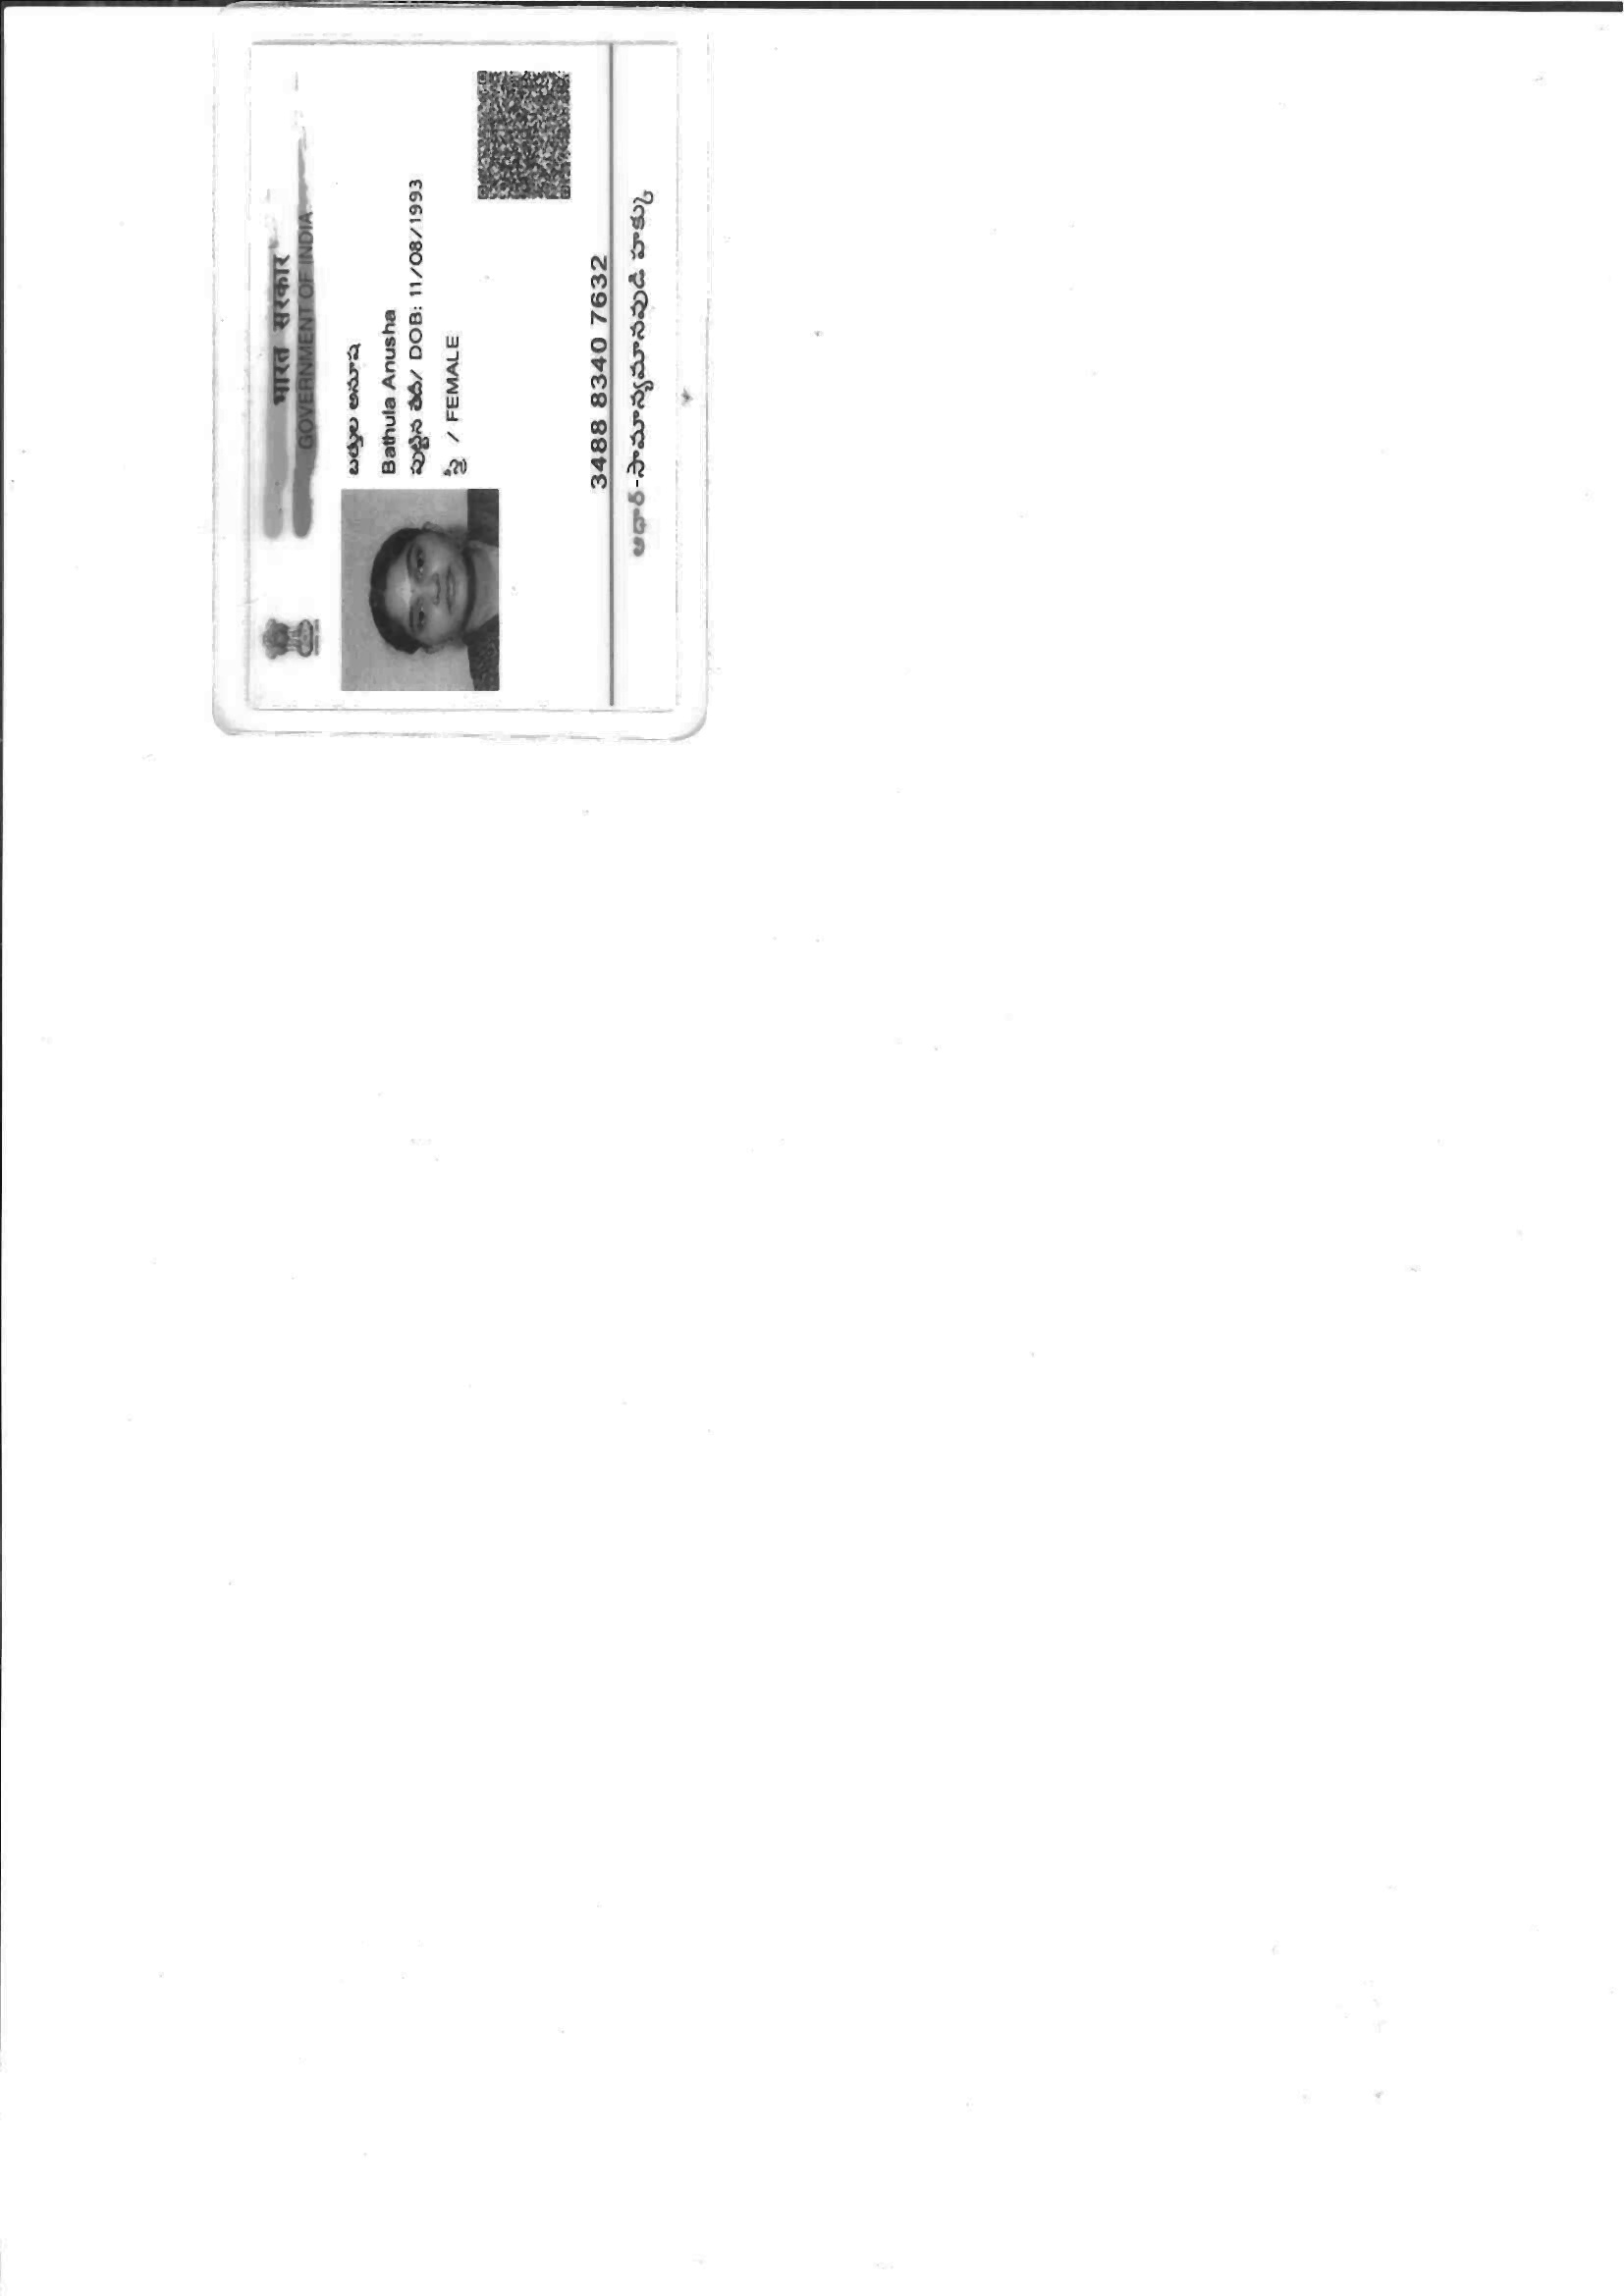 भारत सरकार
GOVERNMENT OF INDIA
బత్తుల అనూష
Bathula Anusha
పుట్టిన తేదీ/ DOB: 11/08/1993
స్త్రీ / FEMALE
3488 8340 7632
ఆధార్-సామాన్యమానవుడి హక్కు